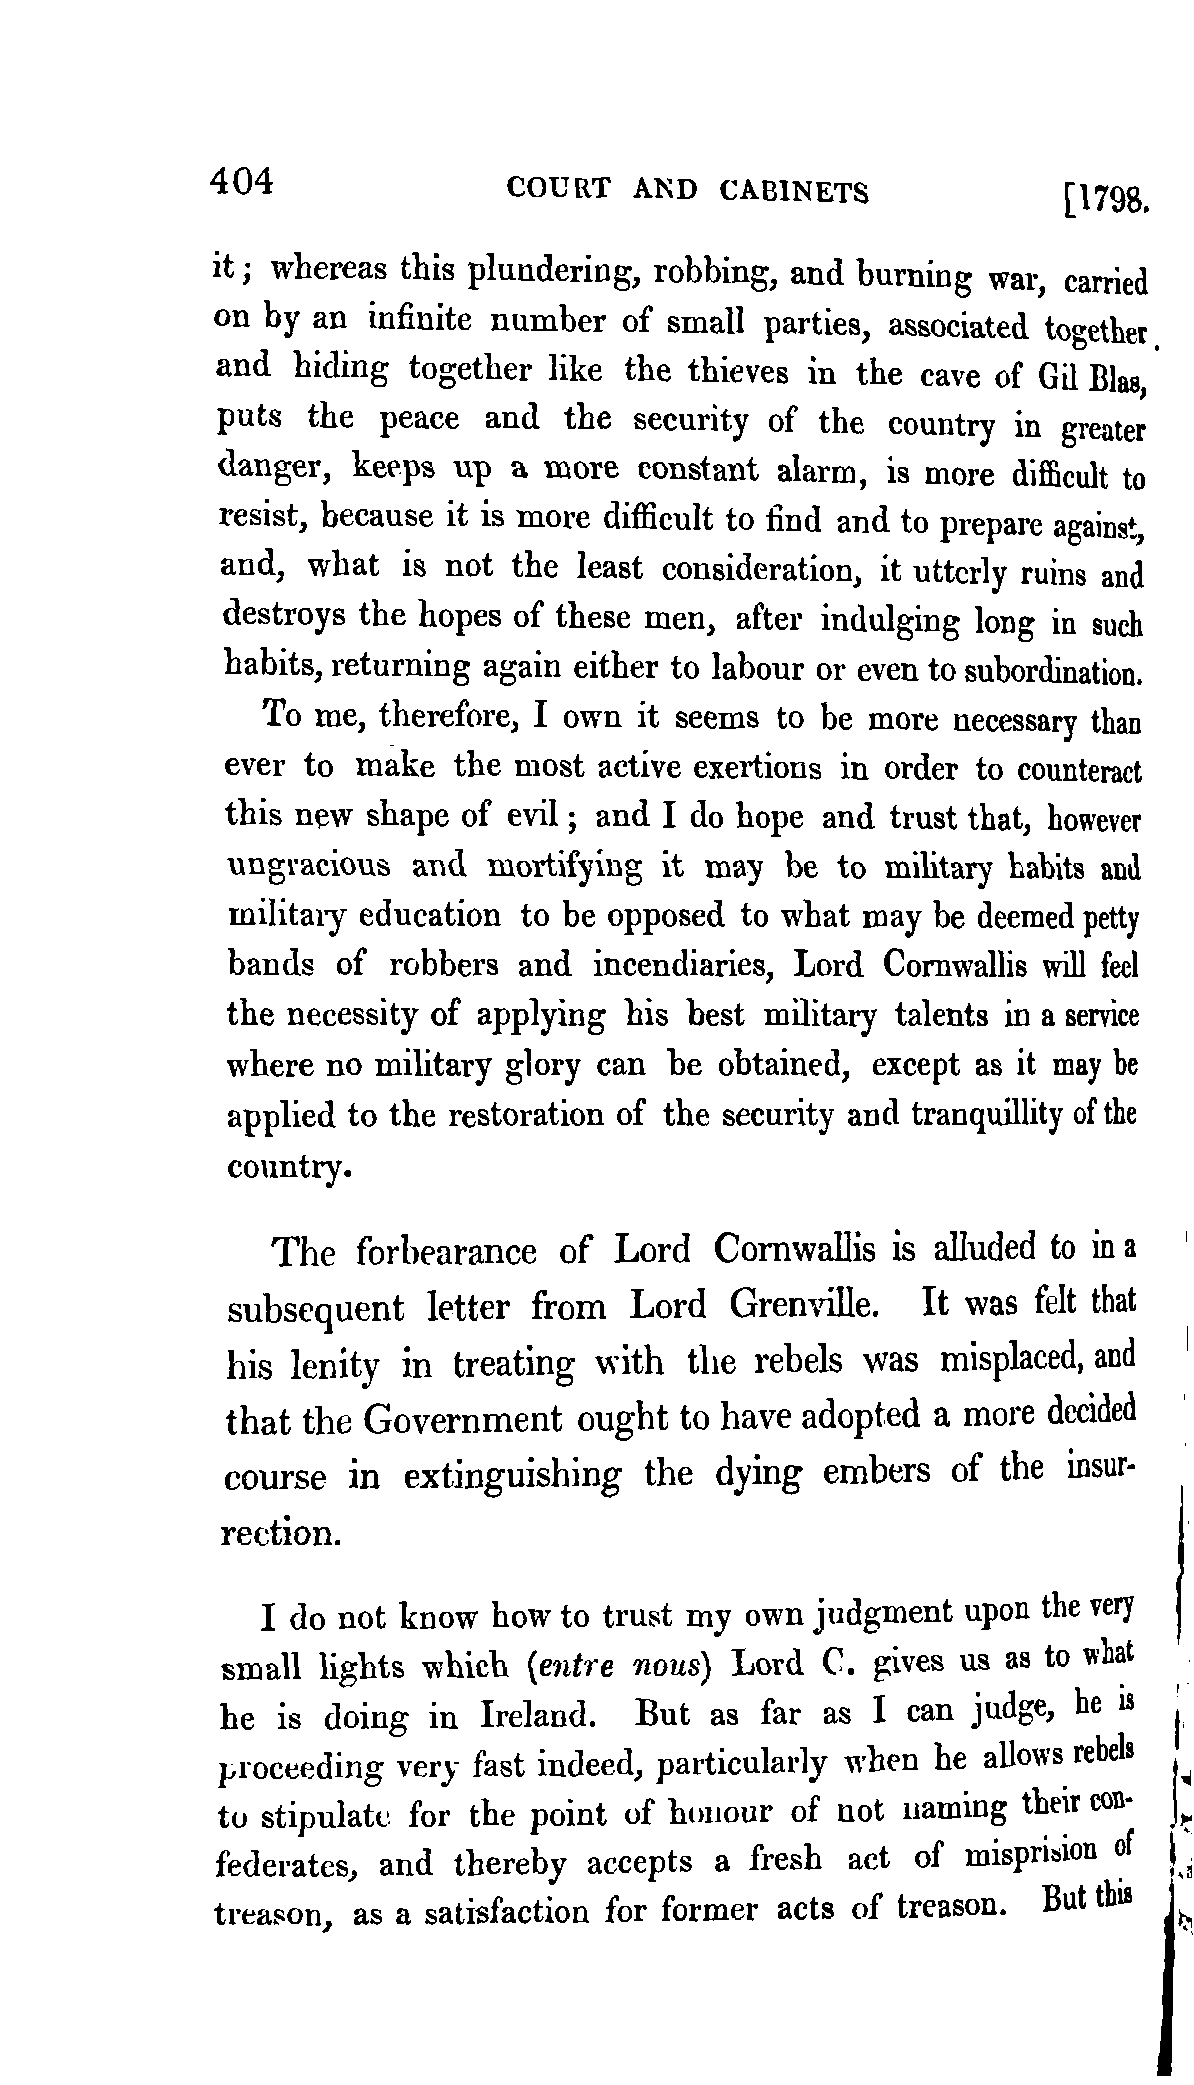 404 COURT AND CABINETS [1798.
it; whereas this plundering, robbing, and burning war, carried
on by an infinite number of small parties, associated together
and hiding together like the thieves in the cave of Gil Blas,
puts the peace and the security of the country in greater
danger, keeps up a more constant alarm, is more difficult to
resist, because it is more difficult to find and to prepare against,
and, what is not the least consideration, it utterly ruins and
destroys the hopes of these men, after indulging long in such
habits, returning again either to labour or even to subordination.
To me, therefore, I own it seems to be more necessary than
ever to make the most active exertions in order to counteract
this new shape of evil; and I do hope and trust that, however
ungracious and mortifying it may be to military habits and
military education to be opposed to what may be deemed petty
bands of robbers and incendiaries, Lord Cornwallis will feel
the necessity of applying his best military talents in a service
where no military glory can be obtained, except as it may be
applied to the restoration of the security and tranquillity of the
country.
The forbearance of Lord Cornwallis is alluded to in a
subsequent letter from Lord Grenville. It was felt that
his lenity in treating with the rebels was misplaced, and
that the Government ought to have adopted a more decided
course in extinguishing the dying embers of the insur-
rection.
I do not know how to trust my own judgment upon the very
small lights which (entre nous) Lord C. gives us as to what
he is doing in Ireland. But as far as I can judge, he is
proceeding very fast indeed, particularly when he allows rebels
to stipulate for the point of honour of not naming their con-
federates, and thereby accepts a fresh act of misprision of
treason, as a satisfaction for former acts of treason. But this